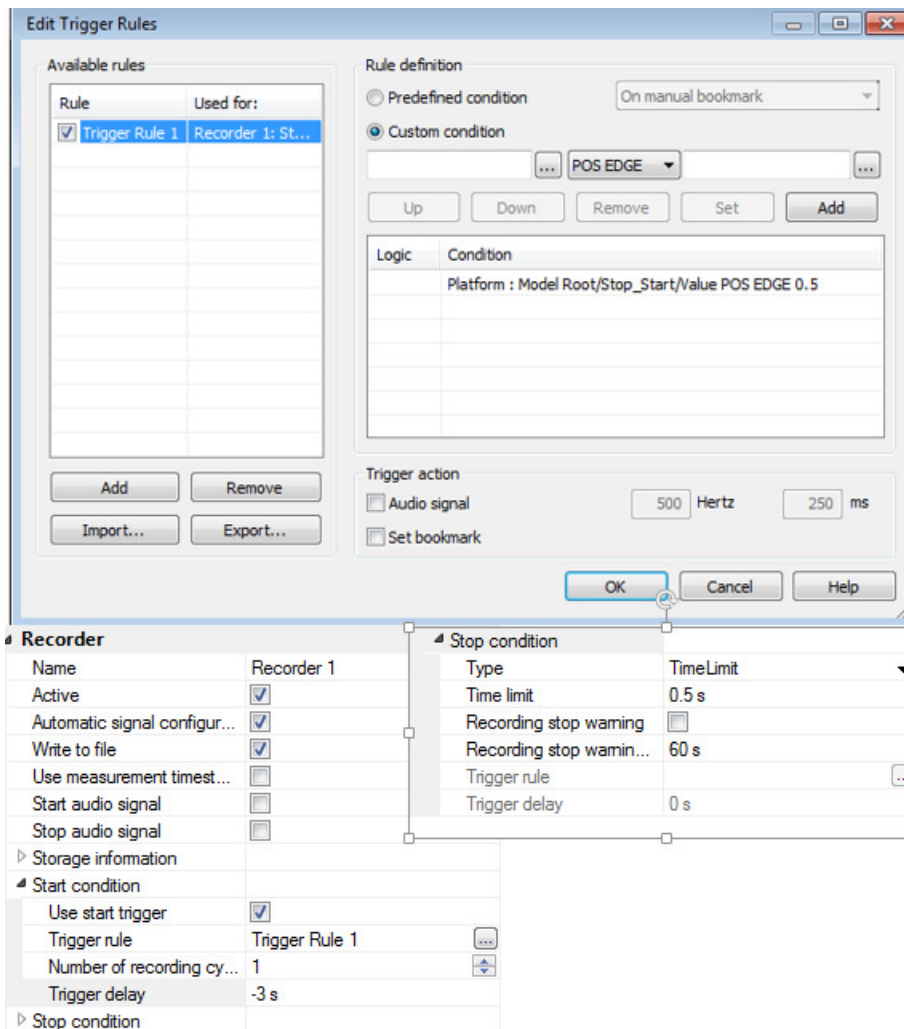 Edit Trigger Rules
Available rules
Rule Used for:
Trigger Rule 1 Recorder 1: St...
Add Remove
Import... Export...
Rule definition
Predefined condition On manual bookmark
Custom condition
... POS EDGE ...
Up Down Remove Set Add
Logic Condition
Platform : Model Root/Stop_Start/Value POS EDGE 0.5
Trigger action
Audio signal 500 Hertz 250 ms
Set bookmark
OK Cancel Help
Recorder
Name Recorder 1
Active
Automatic signal configur...
Write to file
Use measurement timest...
Start audio signal
Stop audio signal
Storage information
Start condition
Use start trigger
Trigger rule Trigger Rule 1 ...
Number of recording cy... 1
Trigger delay -3 s
Stop condition
Stop condition
Type TimeLimit
Time limit 0.5 s
Recording stop warning
Recording stop warnin... 60 s
Trigger rule
Trigger delay 0 s